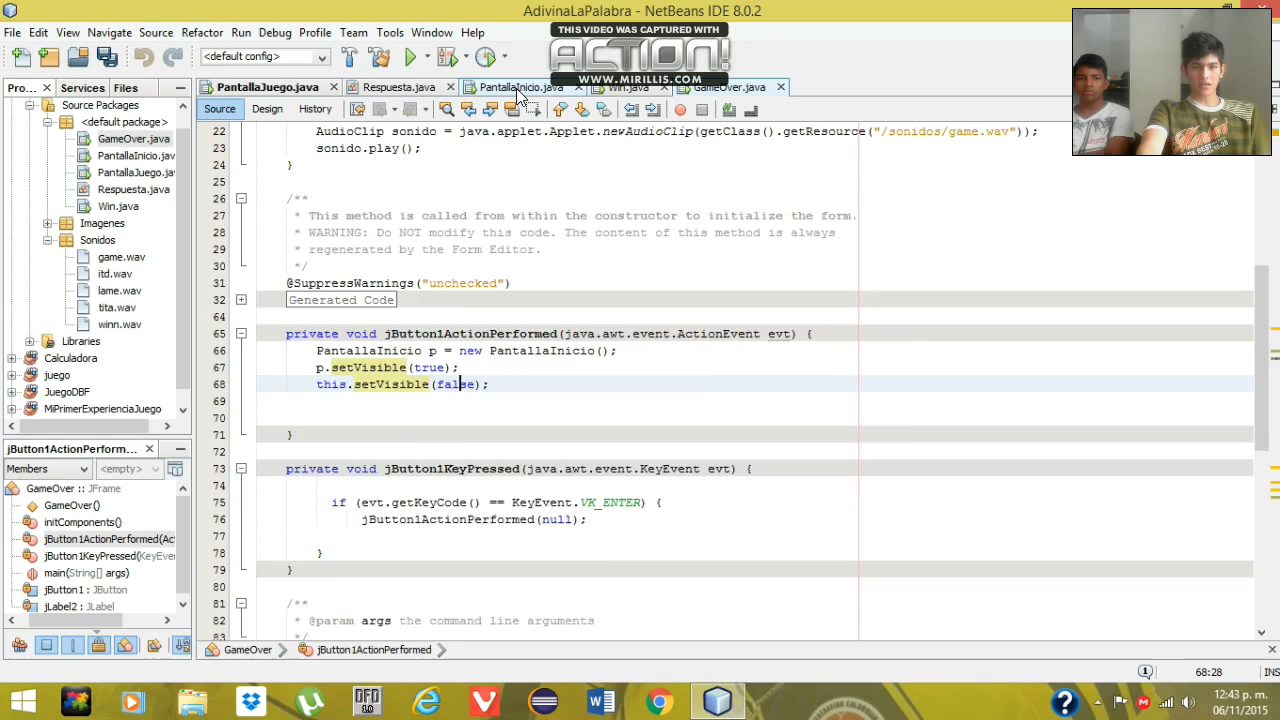 AdivinaLaPalabra - NetBeans IDE 8.0.2
File Edit View Navigate Source Refactor Run Debug Profile Team Tools Window Help
THIS VIDEO WAS CAPTURED WITH
ACTION!
WWW.MIRILLIS.COM
<default config>
Pro... Services Files
PantallaJuego.java Respuesta.java PantallaInicio.java Win.java GameOver.java
Source Design History
Source Packages
<default package>
GameOver.java
PantallaInicio.jav
PantallaJuego.jav
Respuesta.java
Win.java
Imagenes
Sonidos
game.wav
itd.wav
lame.wav
tita.wav
winn.wav
Libraries
Calculadora
juego
JuegoDBF
MiPrimerExperienciaJuego
22 AudioClip sonido = java.applet.Applet.newAudioClip(getClass().getResource("/sonidos/game.wav"));
23 sonido.play();
24 }
25
26 /**
27 * This method is called from within the constructor to initialize the form.
28 * WARNING: Do NOT modify this code. The content of this method is always
29 * regenerated by the Form Editor.
30 */
31 @SuppressWarnings("unchecked")
32 Generated Code
64
65 private void jButton1ActionPerformed(java.awt.event.ActionEvent evt) {
66 PantallaInicio p = new PantallaInicio();
67 p.setVisible(true);
68 this.setVisible(false);
69
70
71 }
72
73 private void jButton1KeyPressed(java.awt.event.KeyEvent evt) {
74
75 if (evt.getKeyCode() == KeyEvent.VK_ENTER) {
76 jButton1ActionPerformed(null);
77
78 }
79 }
80
81 /**
82 * @param args the command line arguments
83 */
jButton1ActionPerform...
Members <empty>
GameOver :: JFrame
GameOver()
initComponents()
jButton1ActionPerformed(Act
jButton1KeyPressed(KeyEve
main(String[] args)
jButton1 : JButton
jLabel2 : JLabel
GameOver jButton1ActionPerformed
1 68:28 INS
DFD
1.0
12:43 p. m.
06/11/2015